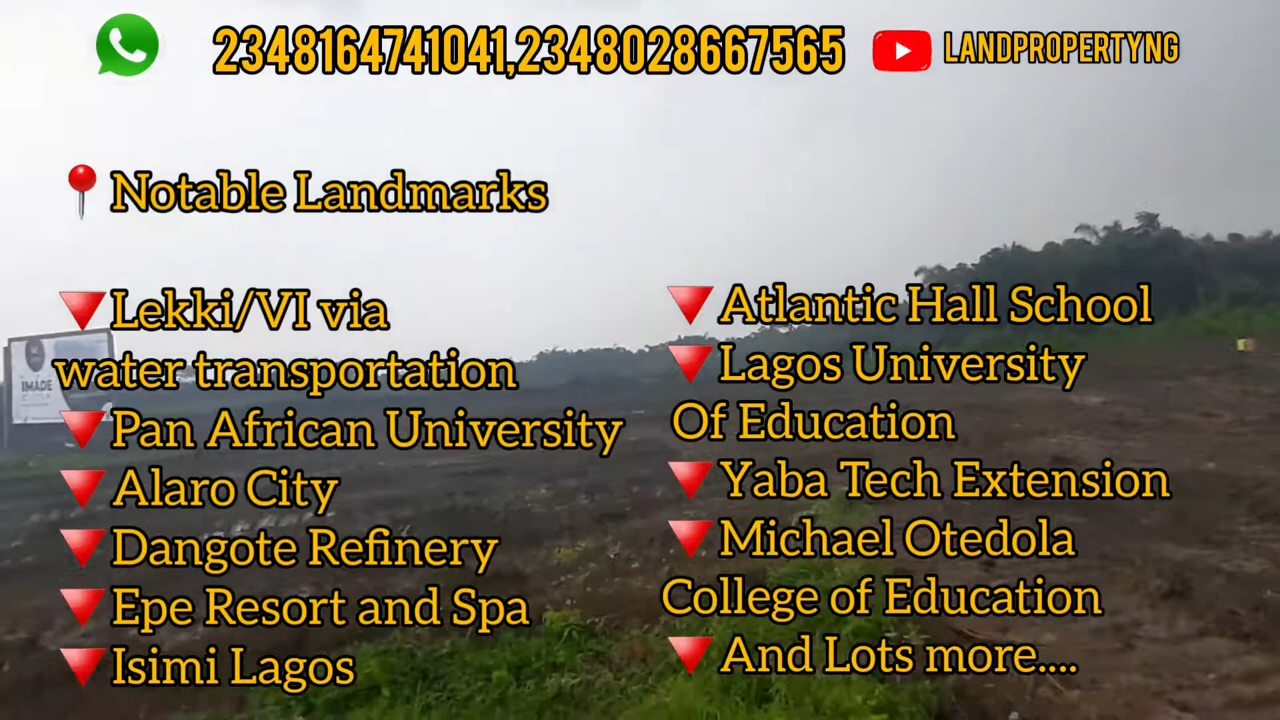 2348164741041,2348028667565
LANDPROPERTYNG
Notable Landmarks
Lekki/VI via
water transportation
Pan African University
Alaro City
Dangote Refinery
Epe Resort and Spa
Isimi Lagos
Atlantic Hall School
Lagos University
Of Education
Yaba Tech Extension
Michael Otedola
College of Education
And Lots more....
IMADE